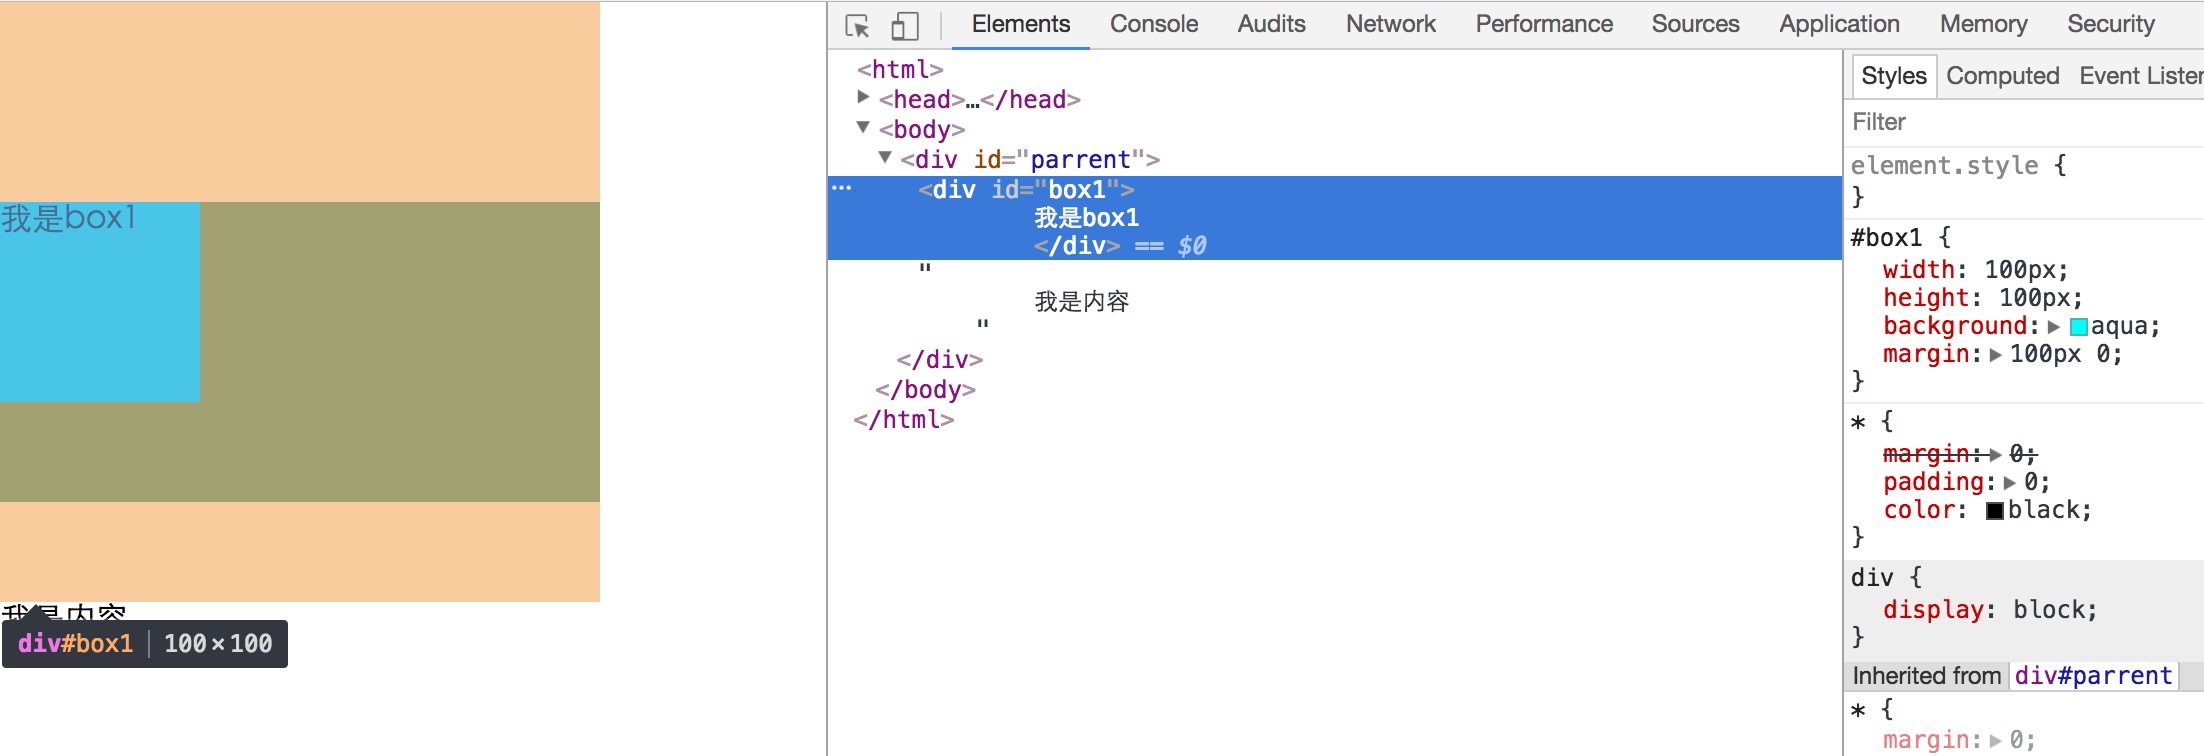 我是box1
我是内容
div#box1 100×100
Elements Console Audits Network Performance Sources Application Memory Security
<html>
<head>…</head>
<body>
<div id="parrent">
<div id="box1">
我是box1
</div> == $0
"
我是内容
"
</div>
</body>
</html>
Styles Computed Event Lister
Filter
element.style {
}
#box1 {
width: 100px;
height: 100px;
background: aqua;
margin: 100px 0;
}
* {
margin: 0;
padding: 0;
color: black;
}
div {
display: block;
}
Inherited from div#parrent
* {
margin: 0;